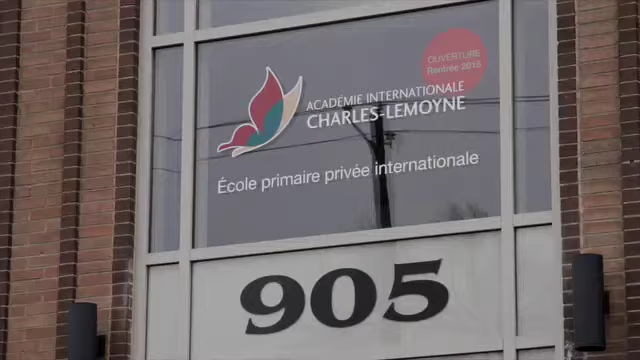 OUVERTURE
Rentrée 2015
ACADÉMIE INTERNATIONALE
CHARLES-LEMOYNE
École primaire privée internationale
905